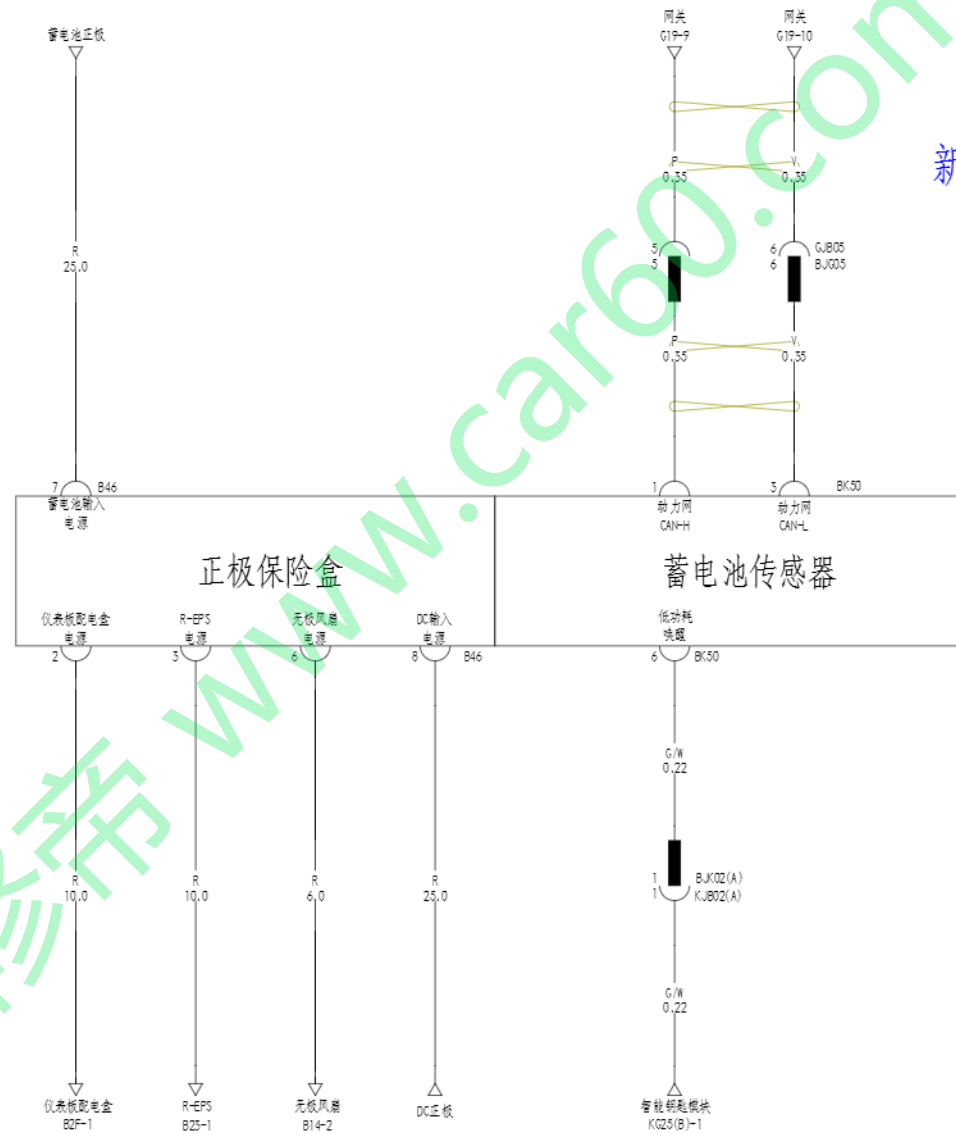 蓄电池正极
网关
G19-9
网关
G19-10
新
P
0.35
V
0.35
R
25.0
5
5
6
6
GJB05
BJG05
P
0.35
V
0.35
7
B46
1
3
BK50
蓄电池输入
电源
动力网
CAN-H
动力网
CAN-L
正极保险盒
蓄电池传感器
仪表板配电盒
电源
R-EPS
电源
无极风扇
电源
DC输入
电源
低功耗
唤醒
2
3
6
8
B46
6
BK50
G/W
0.22
R
10.0
R
10.0
R
6.0
R
25.0
1
1
BJK02(A)
KJB02(A)
G/W
0.22
仪表板配电盒
B2F-1
R-EPS
B23-1
无极风扇
B14-2
DC正极
智能钥匙模块
KG25(B)-1
修帝 www.car60.com